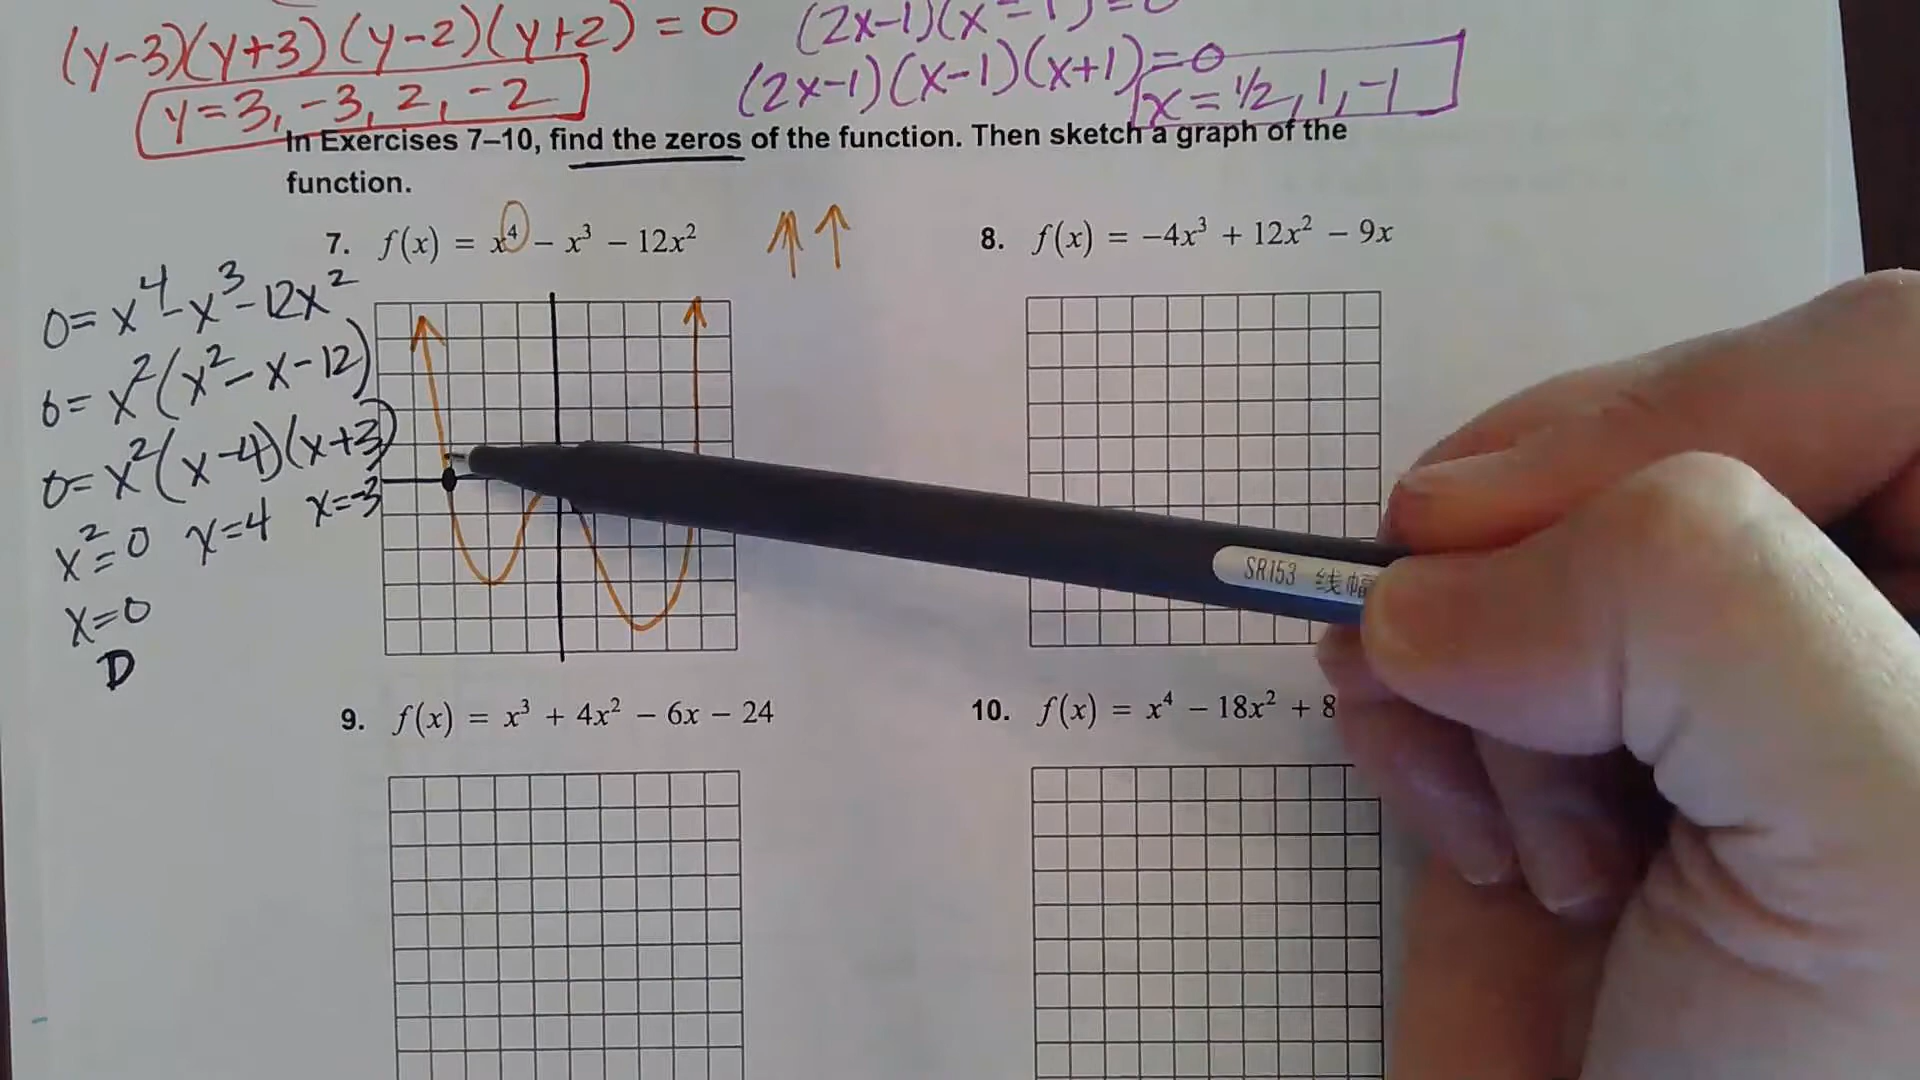 (y-3)(y+3)(y-2)(y+2) = 0
y = 3, -3, 2, -2
(2x-1)(x-1)(x+1) = 0
x = 1/2, 1, -1
In Exercises 7–10, find the zeros of the function. Then sketch a graph of the
function.
7. f(x) = x⁴ – x³ – 12x²
8. f(x) = –4x³ + 12x² – 9x
0 = x⁴ - x³ - 12x²
0 = x²(x² - x - 12)
0 = x²(x-4)(x+3)
x² = 0 x = 4 x = -3
x = 0
D
SR153 线幅
9. f(x) = x³ + 4x² – 6x – 24
10. f(x) = x⁴ – 18x² + 8